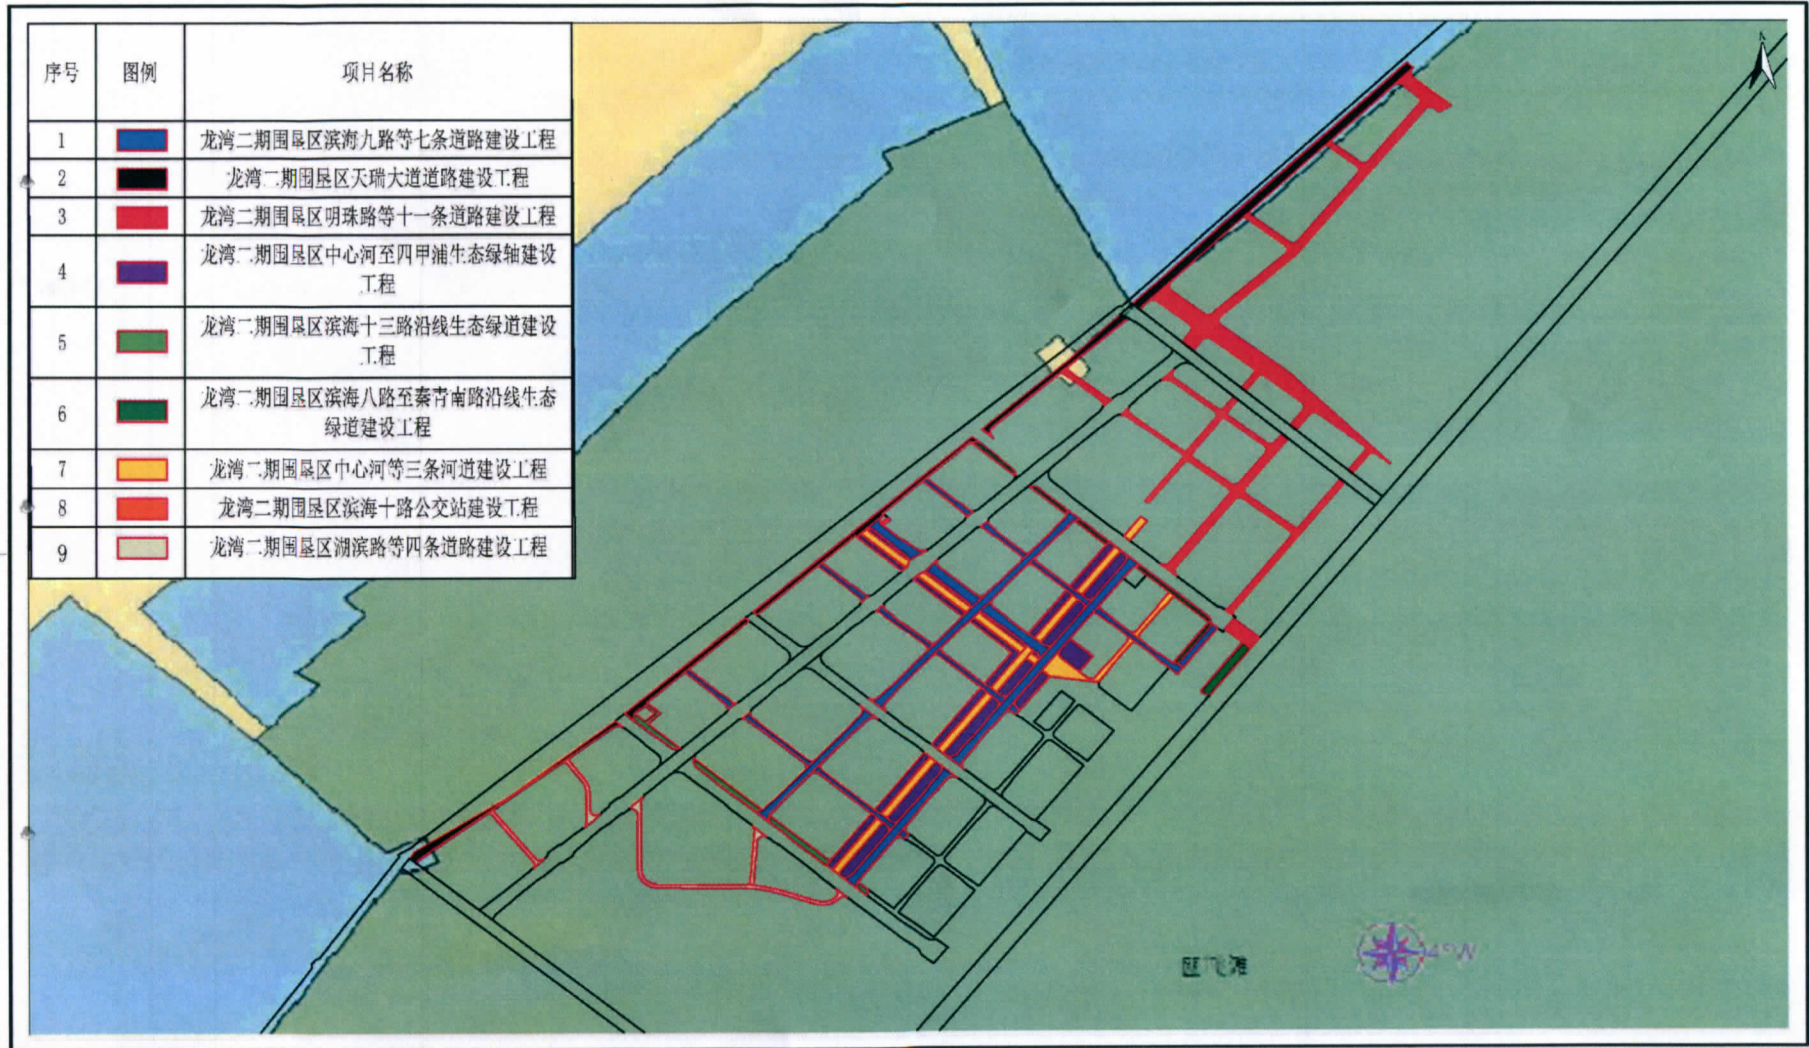 序号 图例 项目名称
1 龙湾二期围垦区滨海九路等七条道路建设工程
2 龙湾二期围垦区天瑞大道道路建设工程
3 龙湾二期围垦区明珠路等十一条道路建设工程
4 龙湾二期围垦区中心河至四甲浦生态绿轴建设
工程
5 龙湾二期围垦区滨海十三路沿线生态绿道建设
工程
6 龙湾二期围垦区滨海八路至秦青南路沿线生态
绿道建设工程
7 龙湾二期围垦区中心河等三条河道建设工程
8 龙湾二期围垦区滨海十路公交站建设工程
9 龙湾二期围垦区湖滨路等四条道路建设工程